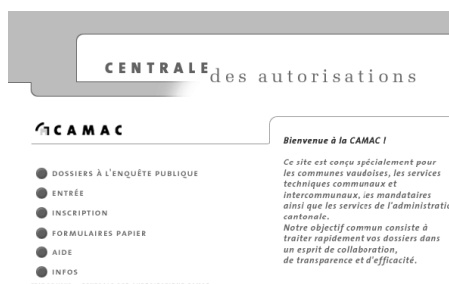 CENTRALE
des autorisations
CAMAC
DOSSIERS À L'ENQUÊTE PUBLIQUE
ENTRÉE
INSCRIPTION
FORMULAIRES PAPIER
AIDE
INFOS
Bienvenue à la CAMAC !
Ce site est conçu spécialement pour
les communes vaudoises, les services
techniques communaux et
intercommunaux, les mandataires
ainsi que les services de l'administratio
cantonale.
Notre objectif commun consiste à
traiter rapidement vos dossiers dans
un esprit de collaboration,
de transparence et d'efficacité.